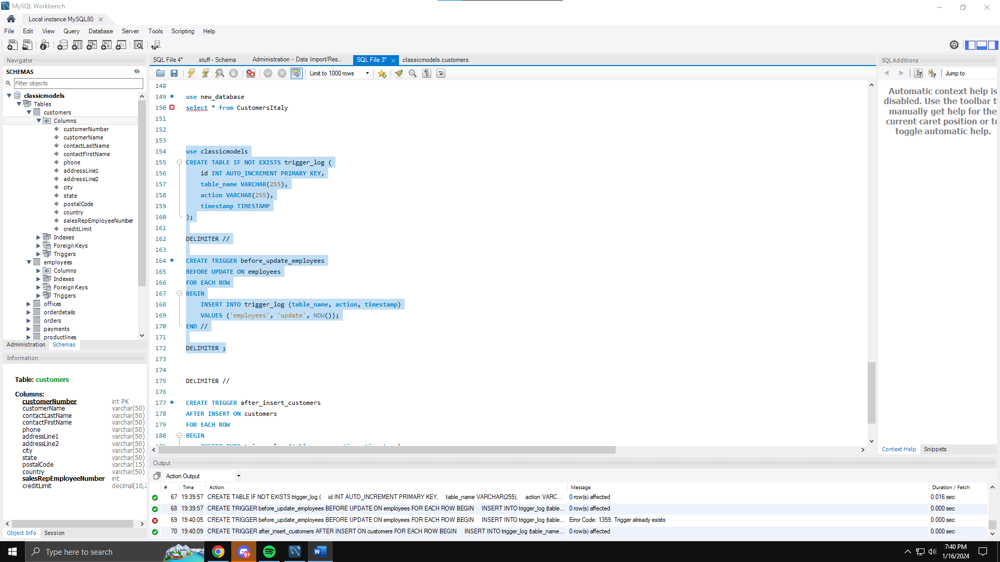 MySQL Workbench
Local instance MySQL80
File Edit View Query Database Server Tools Scripting Help
Navigator
SCHEMAS
Filter objects
classicmodels
Tables
customers
Columns
customerNumber
customerName
contactLastName
contactFirstName
phone
addressLine1
addressLine2
city
state
postalCode
country
salesRepEmployeeNumber
creditLimit
Indexes
Foreign Keys
Triggers
employees
Columns
Indexes
Foreign Keys
Triggers
offices
orderdetails
orders
payments
productlines
Administration Schemas
Information
Table: customers
Columns:
customerNumber int PK
customerName varchar(50)
contactLastName varchar(50)
contactFirstName varchar(50)
phone varchar(50)
addressLine1 varchar(50)
addressLine2 varchar(50)
city varchar(50)
state varchar(50)
postalCode varchar(15)
country varchar(50)
salesRepEmployeeNumber int
creditLimit decimal(10,2
Object Info Session
SQL File 4* stuff - Schema Administration - Data Import/Res... SQL File 3* classicmodels.customers
Limit to 1000 rows
148
149 use new_database
150 select * from CustomersItaly
151
152
153
154 use classicmodels
155 CREATE TABLE IF NOT EXISTS trigger_log (
156 id INT AUTO_INCREMENT PRIMARY KEY,
157 table_name VARCHAR(255),
158 action VARCHAR(255),
159 timestamp TIMESTAMP
160 );
161
162 DELIMITER //
163
164 CREATE TRIGGER before_update_employees
165 BEFORE UPDATE ON employees
166 FOR EACH ROW
167 BEGIN
168 INSERT INTO trigger_log (table_name, action, timestamp)
169 VALUES ('employees', 'update', NOW());
170 END //
171
172 DELIMITER ;
173
174
175 DELIMITER //
176
177 CREATE TRIGGER after_insert_customers
178 AFTER INSERT ON customers
179 FOR EACH ROW
180 BEGIN
SQLAdditions
Jump to
Automatic context help is
disabled. Use the toolbar t
manually get help for the
current caret position or to
toggle automatic help.
Context Help Snippets
Output
Action Output
# Time Action Message Duration / Fetch
67 19:39:57 CREATE TABLE IF NOT EXISTS trigger_log ( id INT AUTO_INCREMENT PRIMARY KEY, table_name VARCHAR(255), action VARC... 0 row(s) affected 0.016 sec
68 19:39:57 CREATE TRIGGER before_update_employees BEFORE UPDATE ON employees FOR EACH ROW BEGIN INSERT INTO trigger_log (table... 0 row(s) affected 0.000 sec
69 19:40:05 CREATE TRIGGER before_update_employees BEFORE UPDATE ON employees FOR EACH ROW BEGIN INSERT INTO trigger_log (table... Error Code: 1359. Trigger already exists 0.000 sec
70 19:40:09 CREATE TRIGGER after_insert_customers AFTER INSERT ON customers FOR EACH ROW BEGIN INSERT INTO trigger_log (table_name... 0 row(s) affected 0.000 sec
Type here to search
9+
7:40 PM
1/16/2024